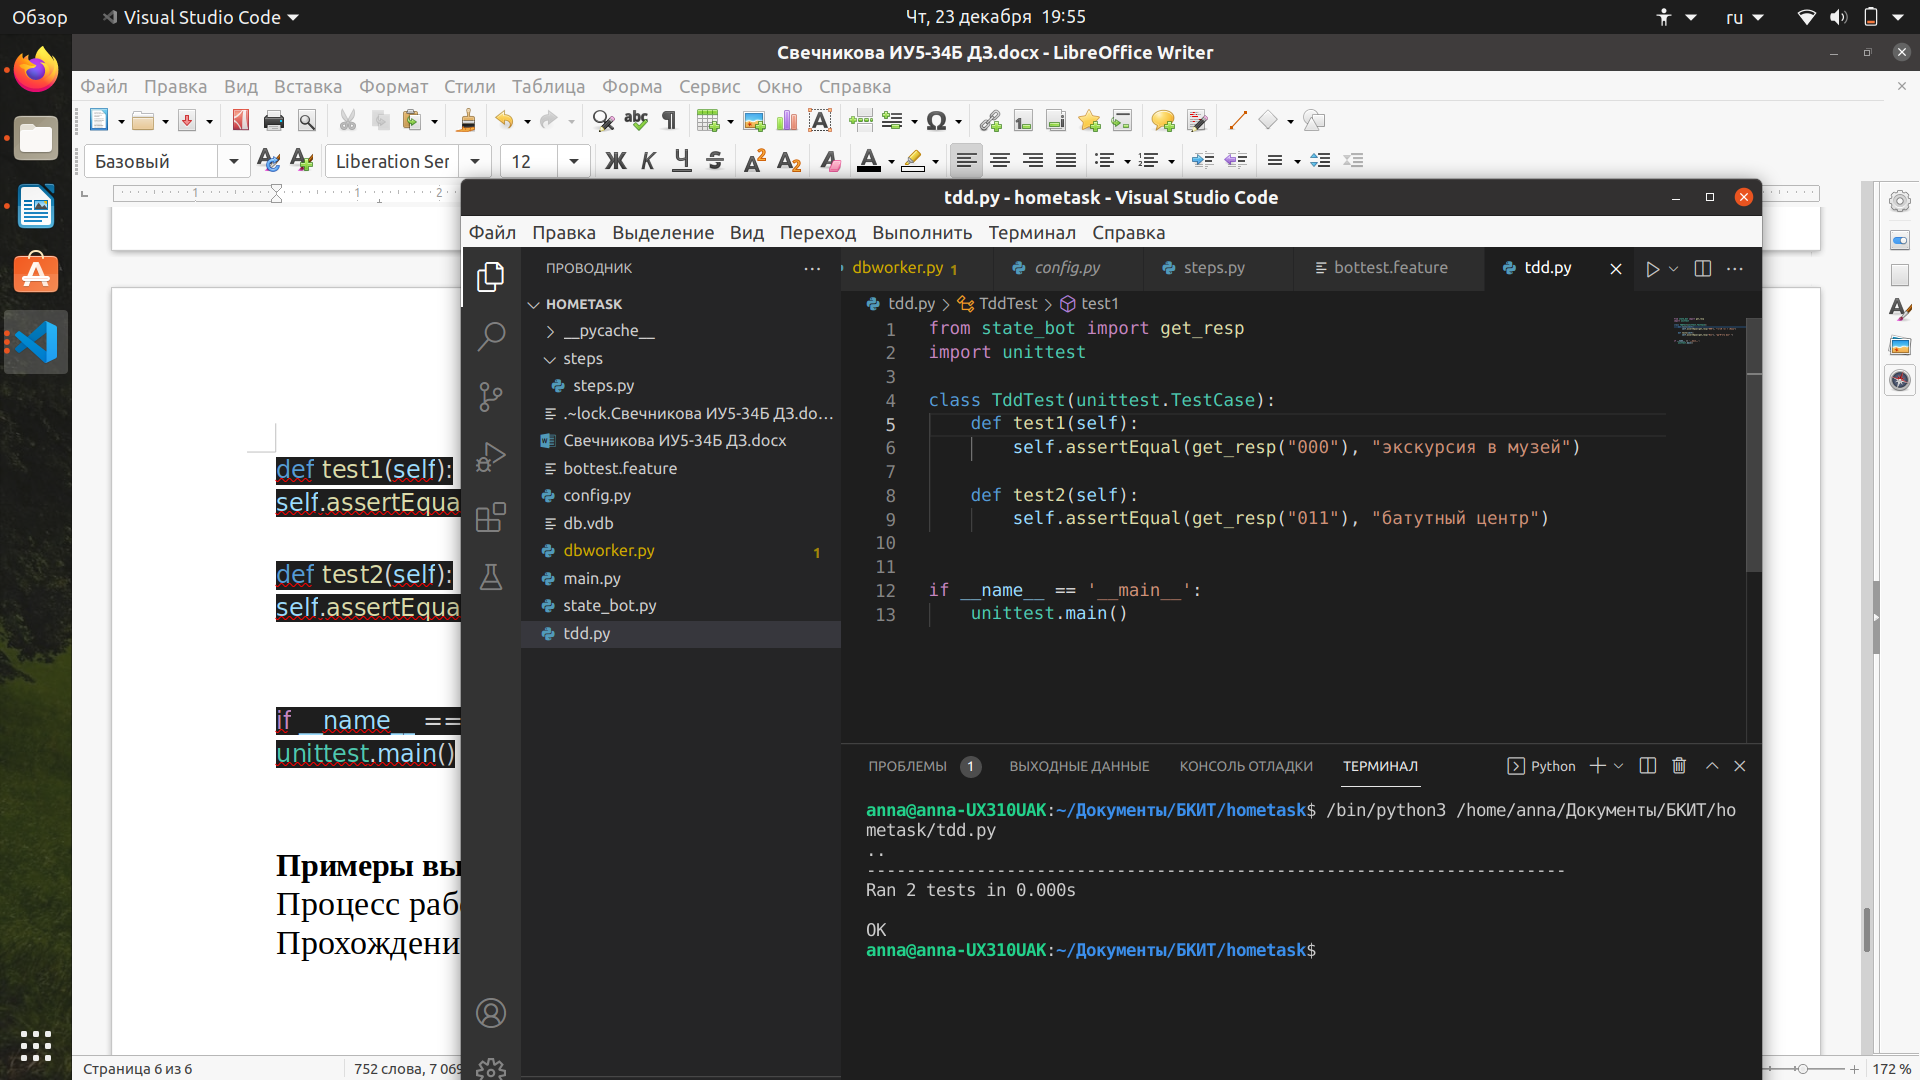 Обзор
Visual Studio Code
Чт, 23 декабря 19:55
ru
Свечникова ИУ5-34Б ДЗ.docx - LibreOffice Writer
Файл Правка Вид Вставка Формат Стили Таблица Форма Сервис Окно Справка
Базовый
Liberation Ser
12
Ж К Ч S
1 1 2
def test1(self):
self.assertEqua
def test2(self):
self.assertEqua
if __name__ ==
unittest.main()
Примеры вы
Процесс раб
Прохождени
Страница 6 из 6
752 слова, 7 069
172 %
tdd.py - hometask - Visual Studio Code
Файл Правка Выделение Вид Переход Выполнить Терминал Справка
ПРОВОДНИК
HOMETASK
__pycache__
steps
steps.py
.~lock.Свечникова ИУ5-34Б ДЗ.do...
Свечникова ИУ5-34Б ДЗ.docx
bottest.feature
config.py
db.vdb
dbworker.py 1
main.py
state_bot.py
tdd.py
dbworker.py 1
config.py
steps.py
bottest.feature
tdd.py
tdd.py > TddTest > test1
1 from state_bot import get_resp
2 import unittest
3
4 class TddTest(unittest.TestCase):
5 def test1(self):
6 self.assertEqual(get_resp("000"), "экскурсия в музей")
7
8 def test2(self):
9 self.assertEqual(get_resp("011"), "батутный центр")
10
11
12 if __name__ == '__main__':
13 unittest.main()
ПРОБЛЕМЫ 1 ВЫХОДНЫЕ ДАННЫЕ КОНСОЛЬ ОТЛАДКИ ТЕРМИНАЛ
Python
anna@anna-UX310UAK:~/Документы/БКИТ/hometask$ /bin/python3 /home/anna/Документы/БКИТ/ho
metask/tdd.py
..
----------------------------------------------------------------------
Ran 2 tests in 0.000s
OK
anna@anna-UX310UAK:~/Документы/БКИТ/hometask$